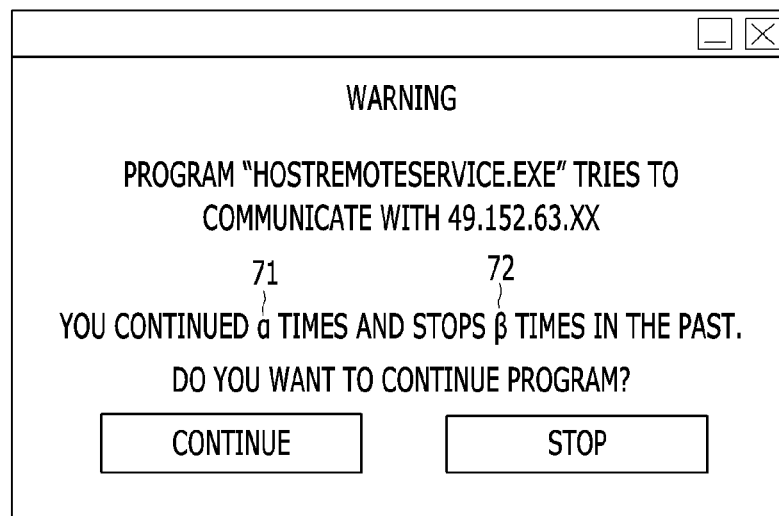 WARNING
PROGRAM “HOSTREMOTESERVICE.EXE” TRIES TO
COMMUNICATE WITH 49.152.63.XX
71 72
YOU CONTINUED α TIMES AND STOPS β TIMES IN THE PAST.
DO YOU WANT TO CONTINUE PROGRAM?
CONTINUE STOP